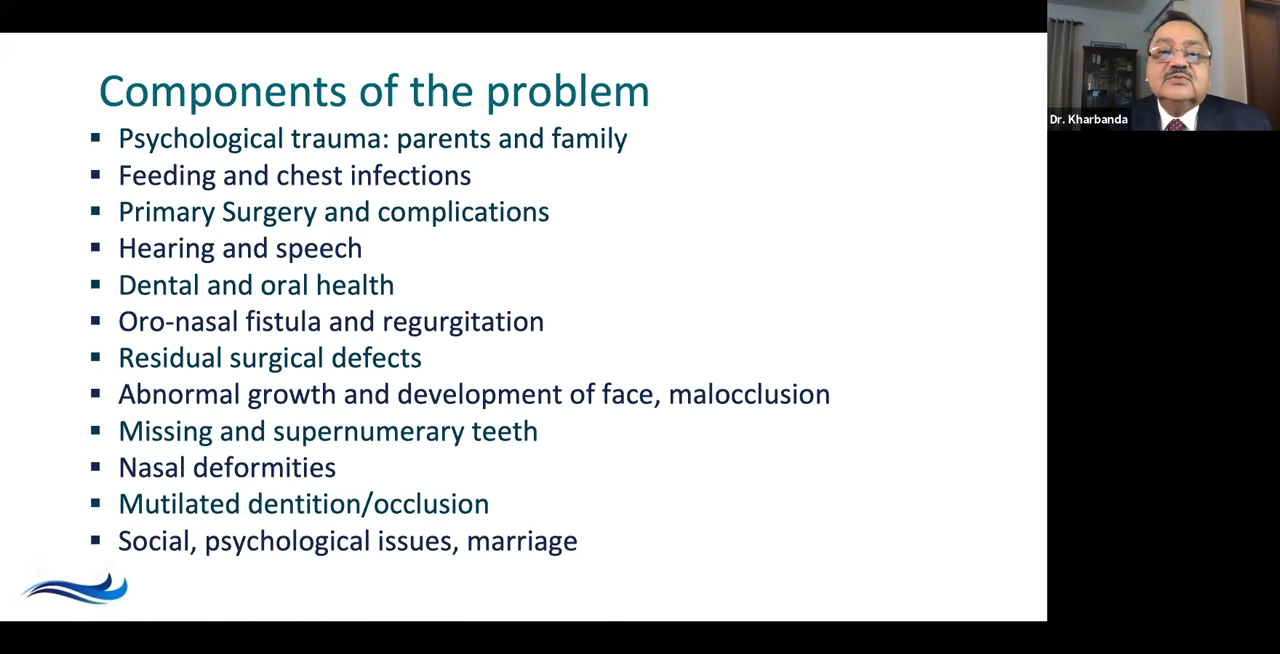 Components of the problem
▪ Psychological trauma: parents and family
▪ Feeding and chest infections
▪ Primary Surgery and complications
▪ Hearing and speech
▪ Dental and oral health
▪ Oro-nasal fistula and regurgitation
▪ Residual surgical defects
▪ Abnormal growth and development of face, malocclusion
▪ Missing and supernumerary teeth
▪ Nasal deformities
▪ Mutilated dentition/occlusion
▪ Social, psychological issues, marriage
Dr. Kharbanda